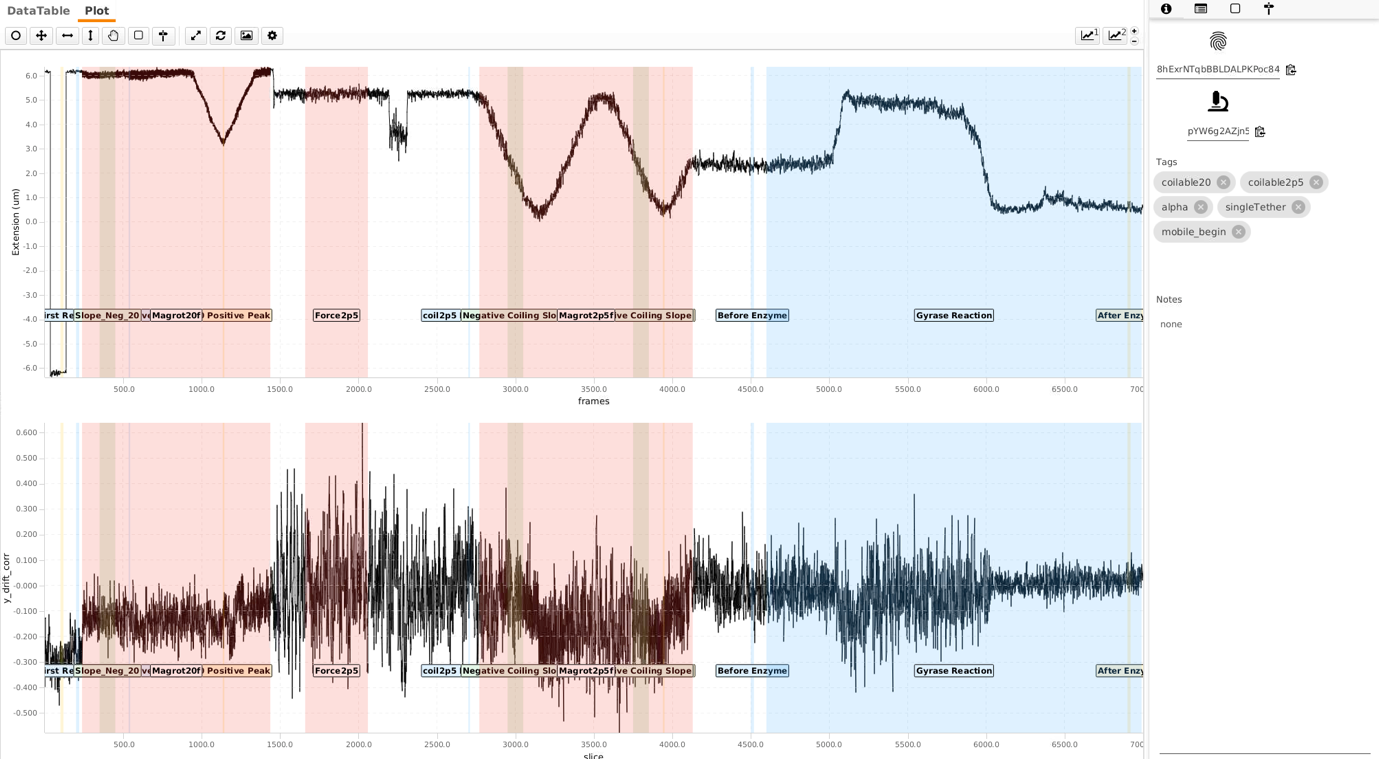 DataTable Plot
1 2 + −
8hExrNTqbBBLDALPKPoc84
pYW6g2AZjn5
Tags
coilable20 coilable2p5
alpha singleTether
mobile_begin
Notes
none
Extension (um)
6.0
5.0
4.0
3.0
2.0
1.0
0.0
-1.0
-2.0
-3.0
-4.0
-5.0
-6.0
irst Re Slope_Neg_20 Magrot20f Positive Peak Force2p5 coil2p5 Negative Coiling Slo Magrot2p5f ve Coiling Slope Before Enzyme Gyrase Reaction After Enzy
500.0 1000.0 1500.0 2000.0 2500.0 3000.0 3500.0 4000.0 4500.0 5000.0 5500.0 6000.0 6500.0 700
frames
y_drift_corr
0.600
0.500
0.400
0.300
0.200
0.100
-0.000
-0.100
-0.200
-0.300
-0.400
-0.500
irst Re Slope_Neg_20 Magrot20f Positive Peak Force2p5 coil2p5 Negative Coiling Slo Magrot2p5f ve Coiling Slope Before Enzyme Gyrase Reaction After Enzy
500.0 1000.0 1500.0 2000.0 2500.0 3000.0 3500.0 4000.0 4500.0 5000.0 5500.0 6000.0 6500.0 700
slice